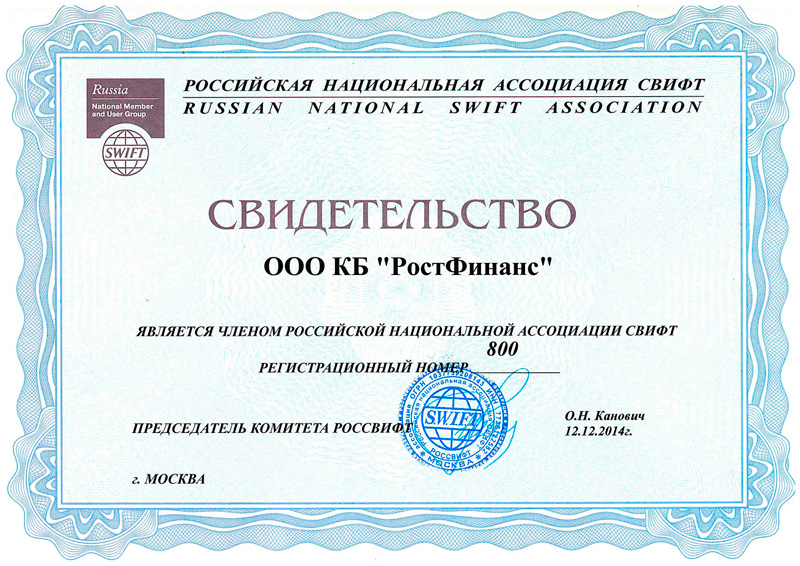 Russia
National Member
and User Group
SWIFT
РОССИЙСКАЯ НАЦИОНАЛЬНАЯ АССОЦИАЦИЯ СВИФТ
RUSSIAN NATIONAL SWIFT ASSOCIATION
СВИДЕТЕЛЬСТВО
ООО КБ "РостФинанс"
ЯВЛЯЕТСЯ ЧЛЕНОМ РОССИЙСКОЙ НАЦИОНАЛЬНОЙ АССОЦИАЦИИ СВИФТ
800
РЕГИСТРАЦИОННЫЙ НОМЕР
ПРЕДСЕДАТЕЛЬ КОМИТЕТА РОССВИФТ
S.W.I.F.T.
РОССВИФТ
МОСКВА
О.Н. Канович
12.12.2014г.
г. МОСКВА